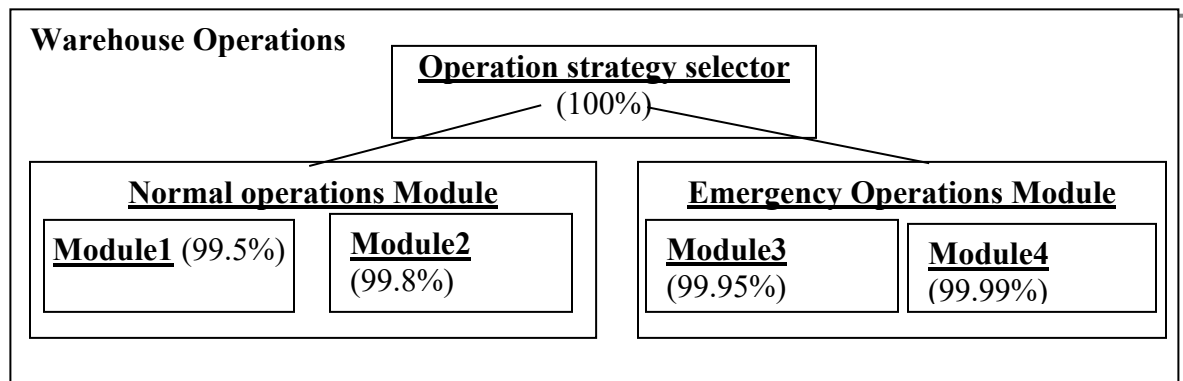 Warehouse Operations
Operation strategy selector
(100%)
Normal operations Module
Module1 (99.5%)
Module2
(99.8%)
Emergency Operations Module
Module3
(99.95%)
Module4
(99.99%)